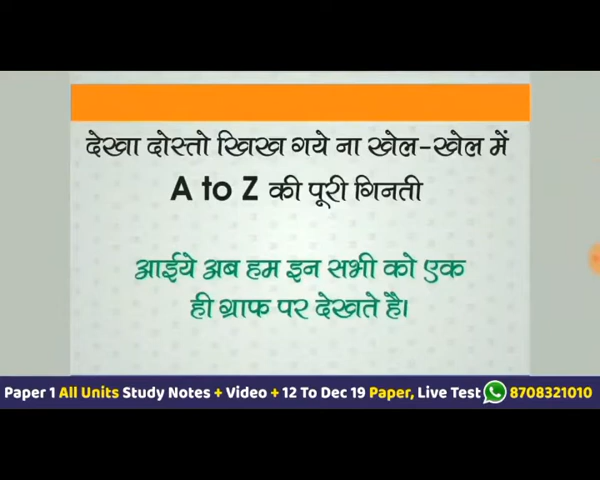 देखा दोस्तो खिख गये ना खेल-खेल में
A to Z की पूरी गिनती
आईये अब हम इन सभी को एक
ही ग्राफ पर देखते है।
Paper 1 All Units Study Notes + Video + 12 To Dec 19 Paper, Live Test 8708321010